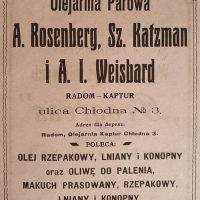 Olejarnia Parowa
A. Rosenberg, Sz. Katzman
i A. I. Weisbard
RADOM–KAPTUR
ulica Chłodna № 3.
Adres dla depesz:
Radom, Olejarnia Kaptur Chłodna 3.
POLECA:
OLEJ RZEPAKOWY, LNIANY i KONOPNY
oraz OLIWĘ DO PALENIA,
MAKUCH PRASOWANY, RZEPAKOWY,
LNIANY i KONOPNY